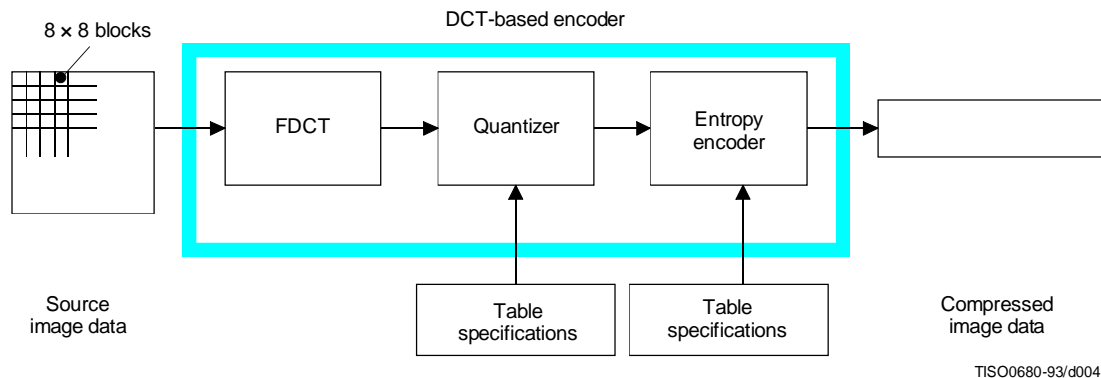 DCT-based encoder
8 × 8 blocks
FDCT
Quantizer
Entropy
encoder
Source
image data
Table
specifications
Table
specifications
Compressed
image data
TISO0680-93/d004